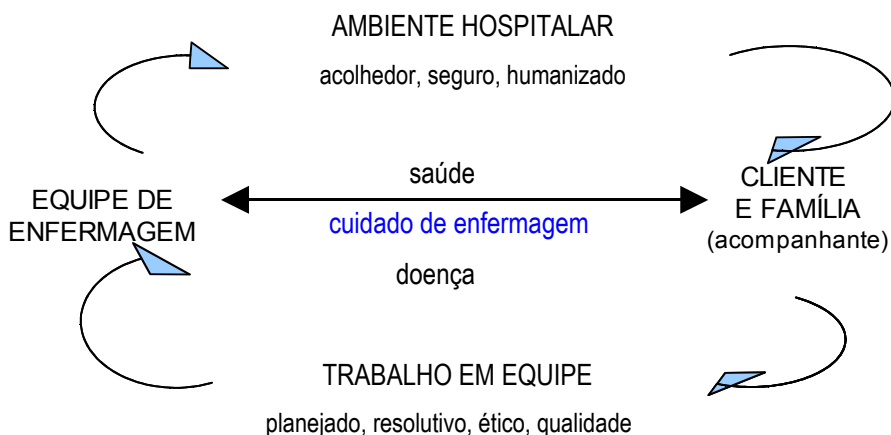 AMBIENTE HOSPITALAR
acolhedor, seguro, humanizado
EQUIPE DE
ENFERMAGEM
saúde
cuidado de enfermagem
doença
CLIENTE
E FAMÍLIA
(acompanhante)
TRABALHO EM EQUIPE
planejado, resolutivo, ético, qualidade